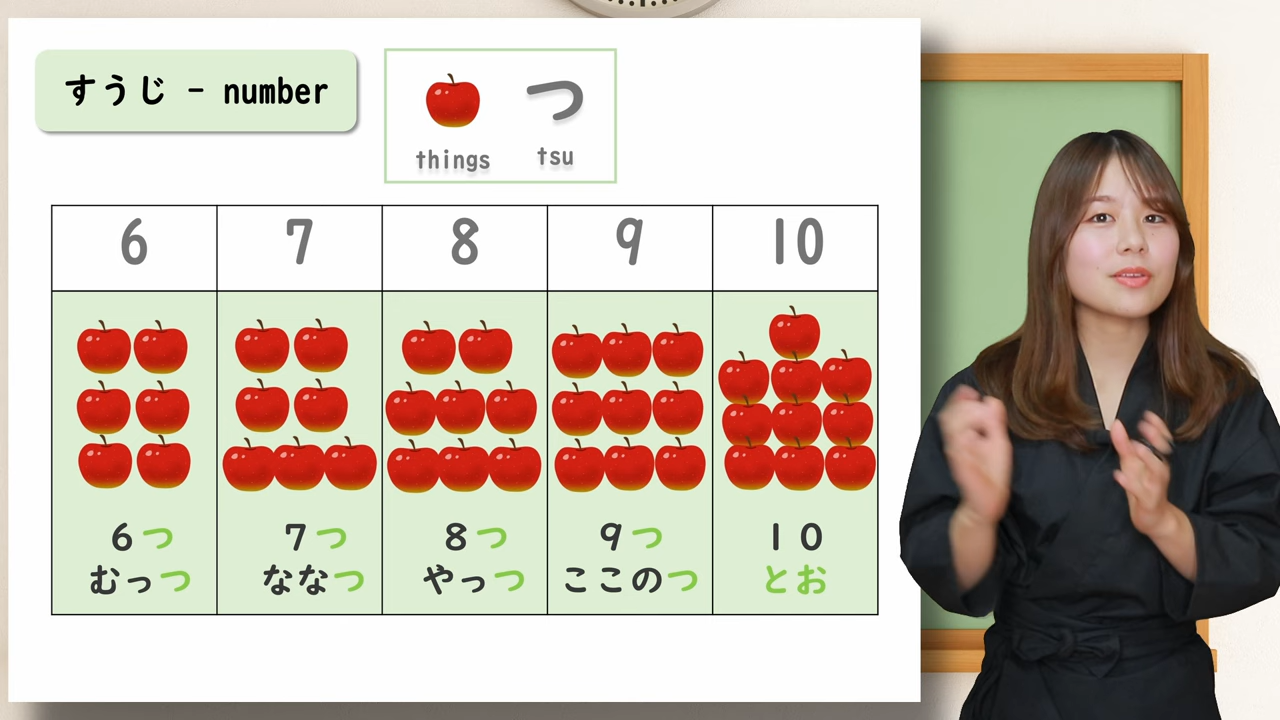 すうじ - number
つ
things tsu
6 7 8 9 10
6つ 7つ 8つ 9つ 10
むっつ ななつ やっつ ここのつ とお